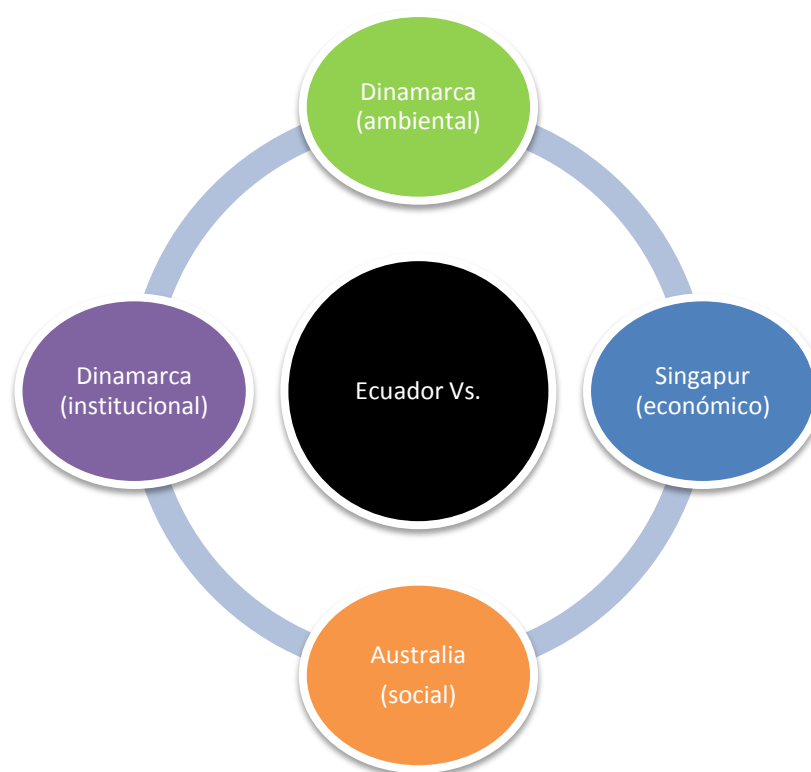 Dinamarca
(ambiental)
Dinamarca
(institucional)
Ecuador Vs.
Singapur
(económico)
Australia
(social)